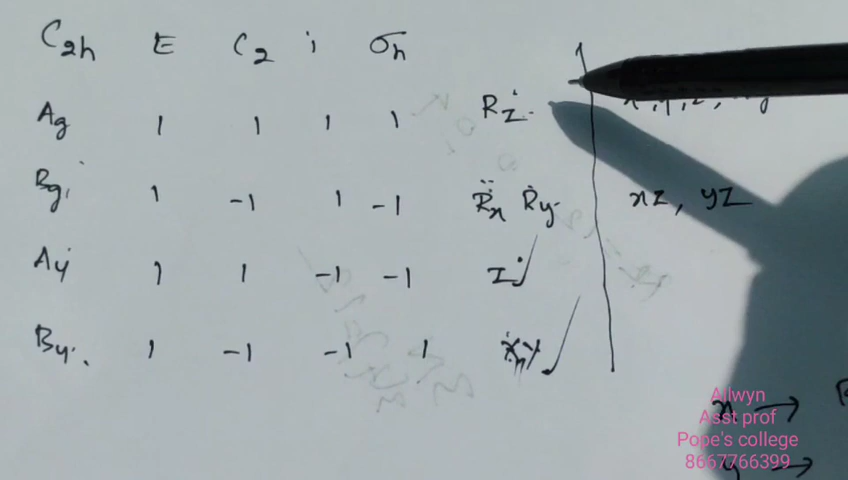 C2h E C2 i σh
Ag 1 1 1 1 Rz
Bg 1 -1 1 -1 Rx Ry xz, yz
Au 1 1 -1 -1 z
Bu 1 -1 -1 1 x, y
x →
y →
Ailwyn
Asst prof
Pope's college
8667766399